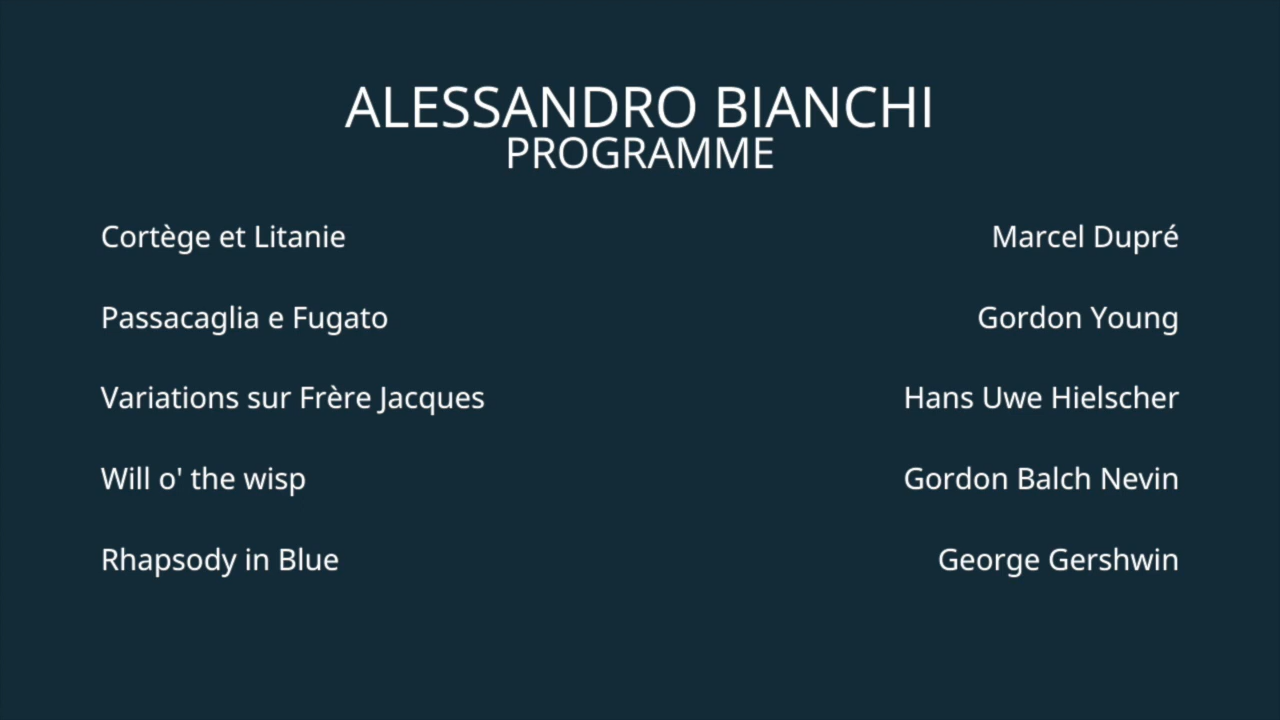 ALESSANDRO BIANCHI
PROGRAMME
Cortège et Litanie Marcel Dupré
Passacaglia e Fugato Gordon Young
Variations sur Frère Jacques Hans Uwe Hielscher
Will o' the wisp Gordon Balch Nevin
Rhapsody in Blue George Gershwin